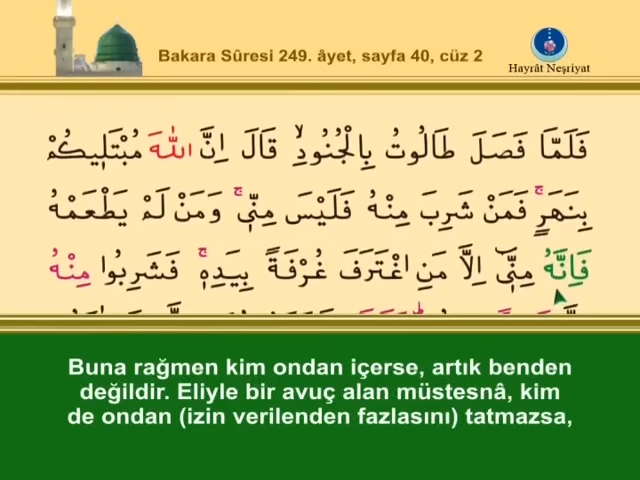 Bakara Sûresi 249. âyet, sayfa 40, cüz 2
Hayrât Neşriyat
فَلَمَّا فَصَلَ طَالُوتُ بِالْجُنُودِۙ قَالَ اِنَّ اللّٰهَ مُبْتَل۪يكُمْ
بِنَهَرٍۚ فَمَنْ شَرِبَ مِنْهُ فَلَيْسَ مِنّ۪يۚ وَمَنْ لَمْ يَطْعَمْهُ
فَاِنَّهُ مِنّ۪ٓي اِلَّا مَنِ اغْتَرَفَ غُرْفَةً بِيَدِه۪ۚ فَشَرِبُوا مِنْهُ
Buna rağmen kim ondan içerse, artık benden
değildir. Eliyle bir avuç alan müstesnâ, kim
de ondan (izin verilenden fazlasını) tatmazsa,